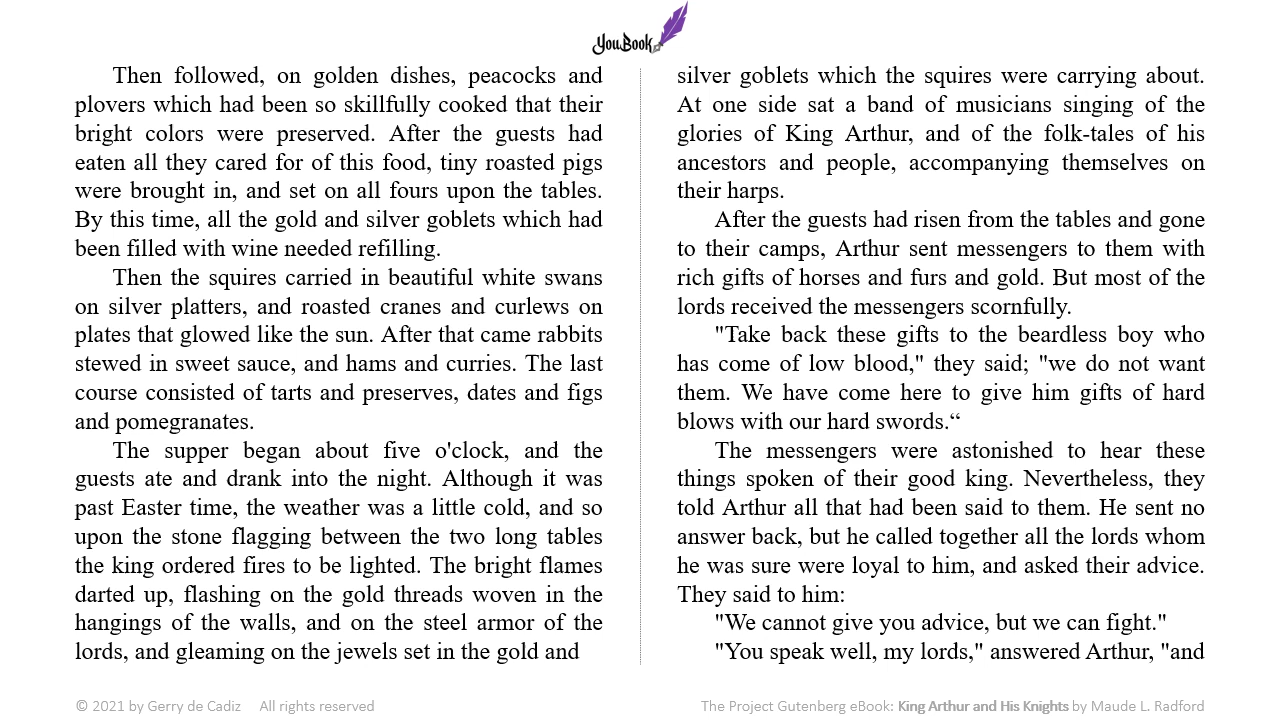 YouBook
Then followed, on golden dishes, peacocks and
plovers which had been so skillfully cooked that their
bright colors were preserved. After the guests had
eaten all they cared for of this food, tiny roasted pigs
were brought in, and set on all fours upon the tables.
By this time, all the gold and silver goblets which had
been filled with wine needed refilling.
Then the squires carried in beautiful white swans
on silver platters, and roasted cranes and curlews on
plates that glowed like the sun. After that came rabbits
stewed in sweet sauce, and hams and curries. The last
course consisted of tarts and preserves, dates and figs
and pomegranates.
The supper began about five o'clock, and the
guests ate and drank into the night. Although it was
past Easter time, the weather was a little cold, and so
upon the stone flagging between the two long tables
the king ordered fires to be lighted. The bright flames
darted up, flashing on the gold threads woven in the
hangings of the walls, and on the steel armor of the
lords, and gleaming on the jewels set in the gold and
silver goblets which the squires were carrying about.
At one side sat a band of musicians singing of the
glories of King Arthur, and of the folk-tales of his
ancestors and people, accompanying themselves on
their harps.
After the guests had risen from the tables and gone
to their camps, Arthur sent messengers to them with
rich gifts of horses and furs and gold. But most of the
lords received the messengers scornfully.
"Take back these gifts to the beardless boy who
has come of low blood," they said; "we do not want
them. We have come here to give him gifts of hard
blows with our hard swords.“
The messengers were astonished to hear these
things spoken of their good king. Nevertheless, they
told Arthur all that had been said to them. He sent no
answer back, but he called together all the lords whom
he was sure were loyal to him, and asked their advice.
They said to him:
"We cannot give you advice, but we can fight."
"You speak well, my lords," answered Arthur, "and
© 2021 by Gerry de Cadiz All rights reserved
The Project Gutenberg eBook: King Arthur and His Knights by Maude L. Radford